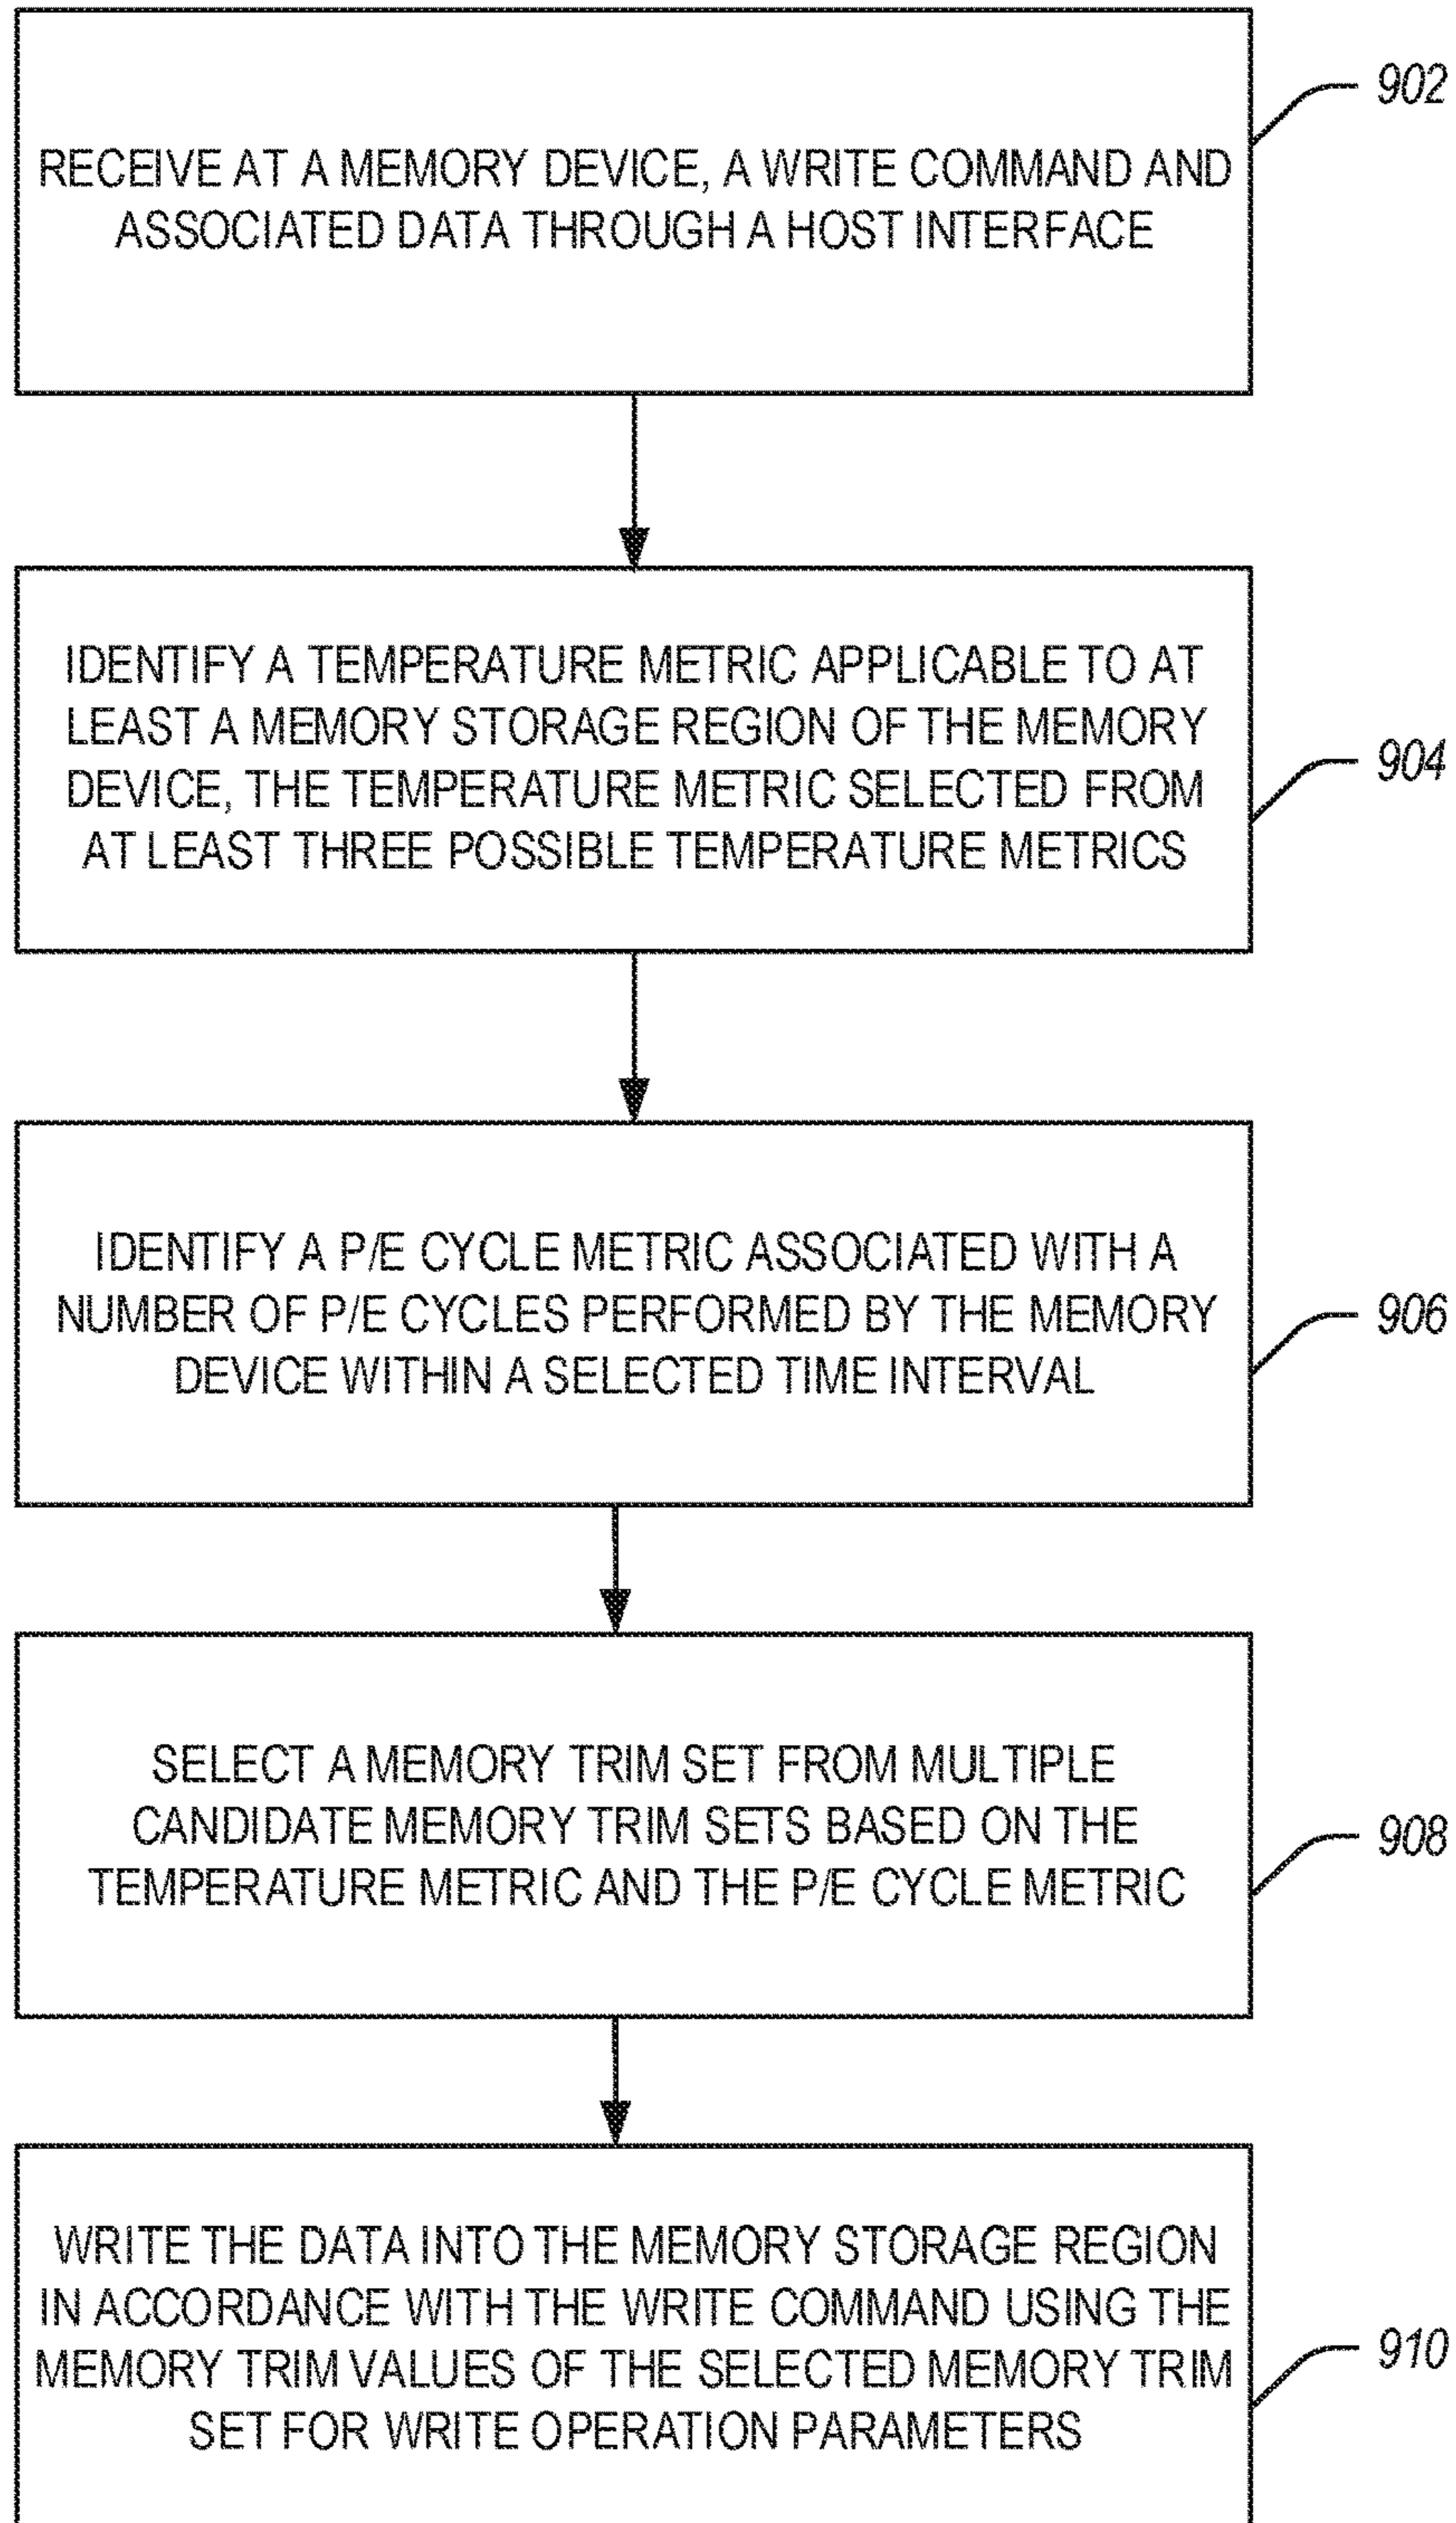 RECEIVE AT A MEMORY DEVICE, A WRITE COMMAND AND
ASSOCIATED DATA THROUGH A HOST INTERFACE
902
IDENTIFY A TEMPERATURE METRIC APPLICABLE TO AT
LEAST A MEMORY STORAGE REGION OF THE MEMORY
DEVICE, THE TEMPERATURE METRIC SELECTED FROM
AT LEAST THREE POSSIBLE TEMPERATURE METRICS
904
IDENTIFY A P/E CYCLE METRIC ASSOCIATED WITH A
NUMBER OF P/E CYCLES PERFORMED BY THE MEMORY
DEVICE WITHIN A SELECTED TIME INTERVAL
906
SELECT A MEMORY TRIM SET FROM MULTIPLE
CANDIDATE MEMORY TRIM SETS BASED ON THE
TEMPERATURE METRIC AND THE P/E CYCLE METRIC
908
WRITE THE DATA INTO THE MEMORY STORAGE REGION
IN ACCORDANCE WITH THE WRITE COMMAND USING THE
MEMORY TRIM VALUES OF THE SELECTED MEMORY TRIM
SET FOR WRITE OPERATION PARAMETERS
910